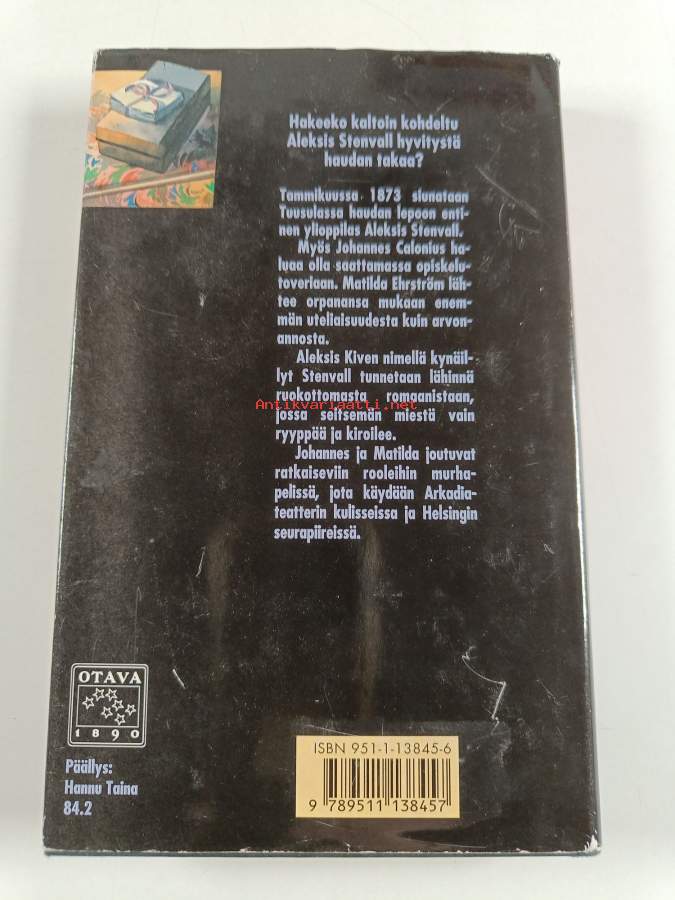 Hakeeko kaltoin kohdeltu
Aleksis Stenvall hyvitystä
haudan takaa?
Tammikuussa 1873 siunataan
Tuusulassa haudan lepoon enti-
nen ylioppilas Aleksis Stenvall.
Myös Johannes Calonius ha-
luaa olla saattamassa opiskelu-
toveriaan. Matilda Ehrström läh-
tee orpanansa mukaan enem-
män uteliaisuudesta kuin arvon-
annosta.
Aleksis Kiven nimellä kynäil-
lyt Stenvall tunnetaan lähinnä
ruokottomasta romaanistaan,
Antikvariaatti.net
jossa seitsemän miestä vain
ryyppää ja kiroilee.
Johannes ja Matilda joutuvat
ratkaiseviin rooleihin murha-
pelissä, jota käydään Arkadia-
teatterin kulisseissa ja Helsingin
seurapiireissä.
OTAVA
1890
Päällys:
Hannu Taina
84.2
ISBN 951-1-13845-6
9 789511 138457